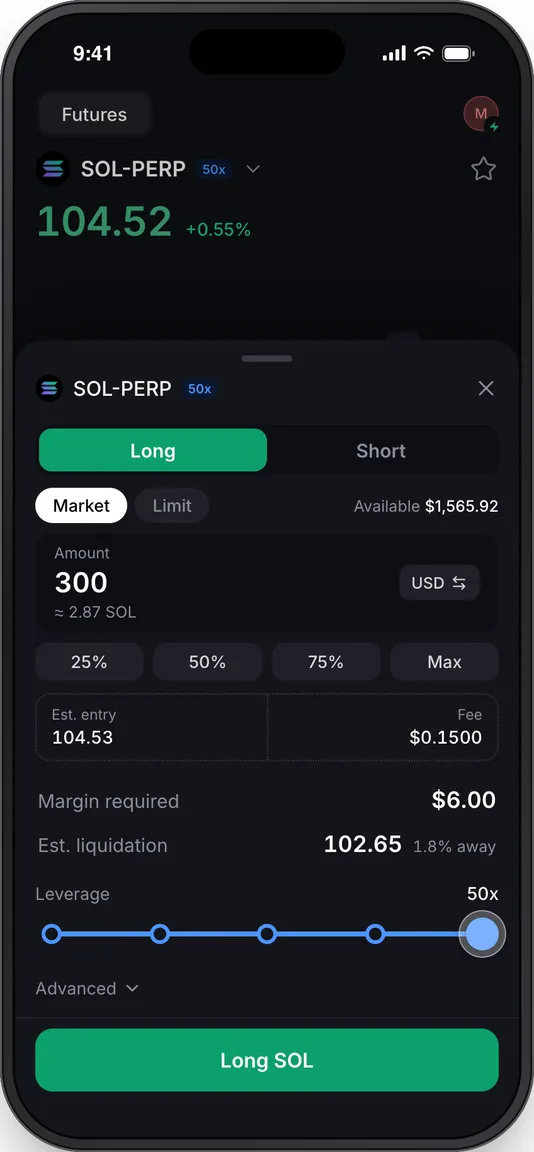 9:41
Futures
M
SOL-PERP 50x
104.52 +0.55%
SOL-PERP 50x
Long Short
Market Limit Available $1,565.92
Amount
300
USD
≈ 2.87 SOL
25% 50% 75% Max
Est. entry Fee
104.53 $0.1500
Margin required $6.00
Est. liquidation 102.65 1.8% away
Leverage 50x
Advanced
Long SOL